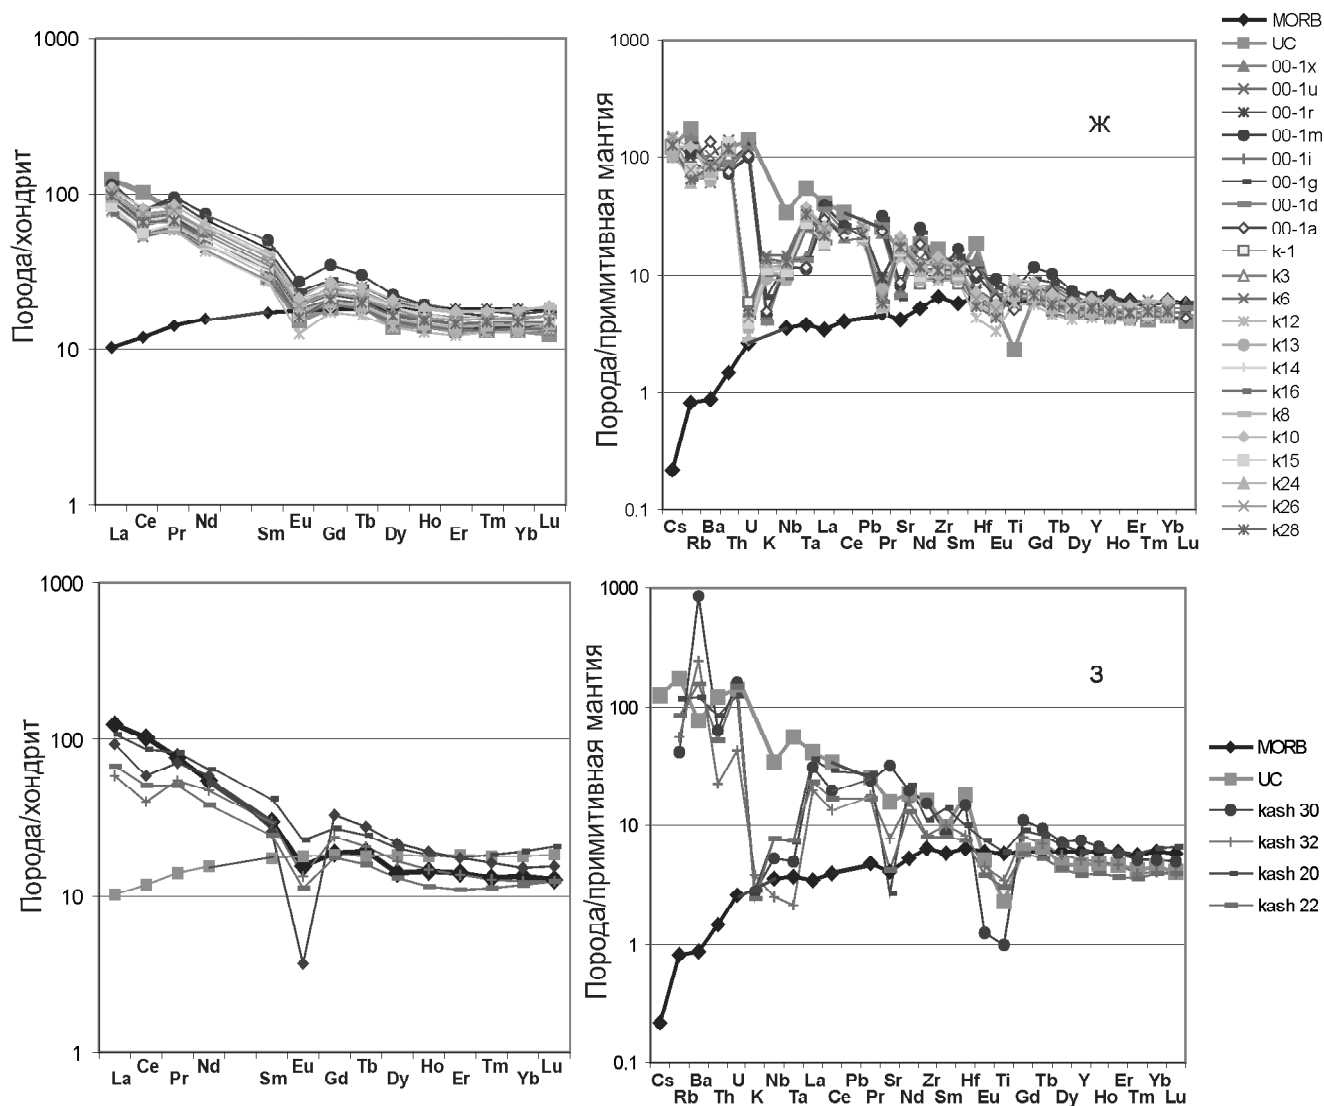 1000
100
10
1
Порода/хондрит
La Ce Pr Nd Sm Eu Gd Tb Dy Ho Er Tm Yb Lu
1000
100
10
1
0.1
Порода/примитивная мантия
Ж
Cs Rb Ba Th U K Nb Ta La Ce Pb Pr Sr Nd Zr Sm Hf Eu Ti Gd Tb Dy Y Ho Er Tm Yb Lu
MORB
UC
00-1x
00-1u
00-1r
00-1m
00-1i
00-1g
00-1d
00-1a
k-1
k3
k6
k12
k13
k14
k16
k8
k10
k15
k24
k26
k28
1000
100
10
1
Порода/хондрит
La Ce Pr Nd Sm Eu Gd Tb Dy Ho Er Tm Yb Lu
1000
100
10
1
0.1
Порода/примитивная мантия
З
Cs Rb Ba Th U K Nb Ta La Ce Pb Pr Sr Nd Zr Sm Hf Eu Ti Gd Tb Dy Y Ho Er Tm Yb Lu
MORB
UC
kash 30
kash 32
kash 20
kash 22